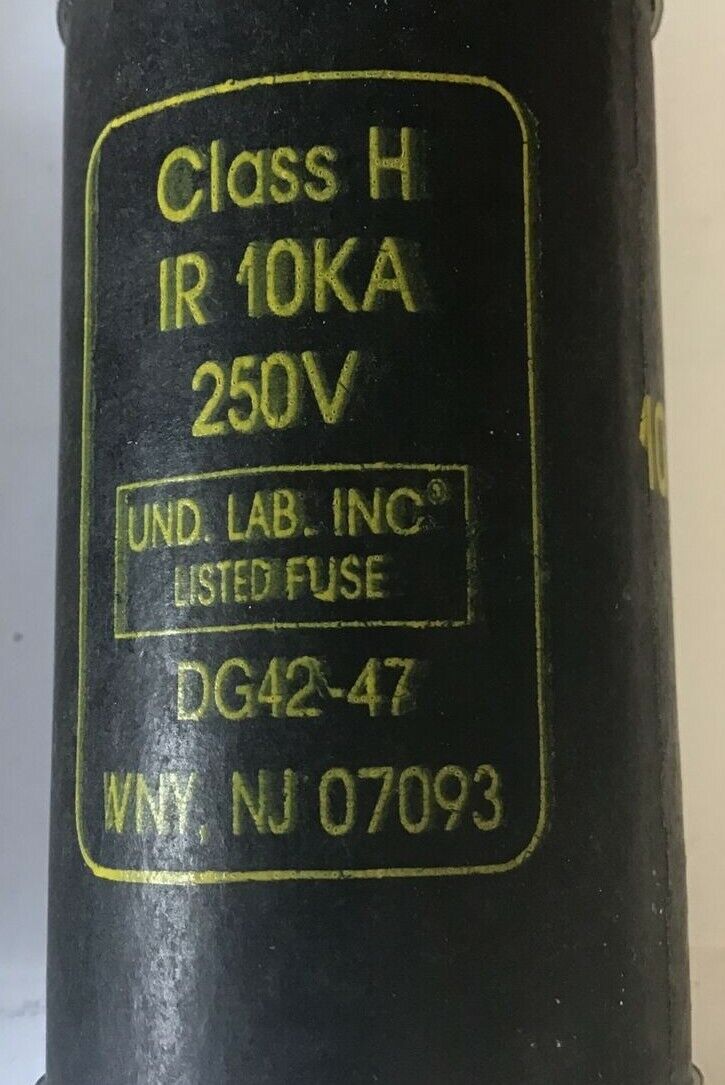 Class H
IR 10KA
250V
UND. LAB. INC®
LISTED FUSE
DG42-47
WNY, NJ 07093